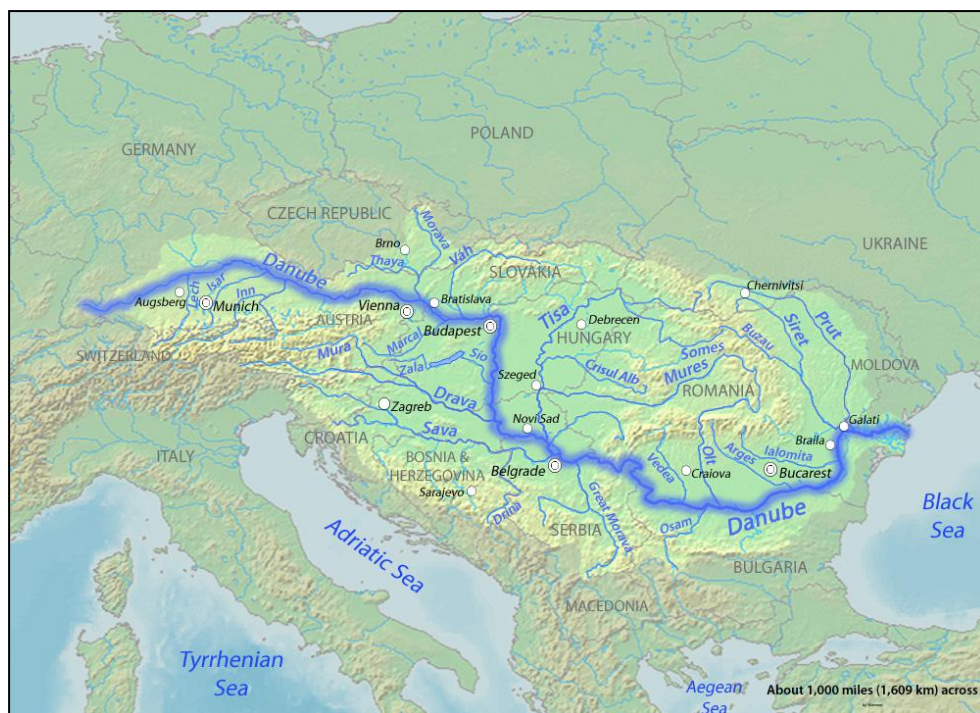 POLAND
GERMANY
CZECH REPUBLIC
Morava
Brno
UKRAINE
Thaya
Váh
Danube
SLOVAKIA
Chernivitsi
Augsberg
Lech
Isar
Inn
Munich
Vienna
Bratislava
AUSTRIA
Budapest
Tisa
Debrecen
HUNGARY
Buzau
Siret
Prut
Marcal
Mura
SWITZERLAND
Zala
Sio
Somes
MOLDOVA
Szeged
Crisul Alb
Mures
ROMANIA
Drava
Zagreb
Novi Sad
Galati
Sava
CROATIA
Braila
ITALY
BOSNIA &
HERZEGOVINA
Belgrade
Vedea
Craiova
Olt
Arges
Ialomita
Bucarest
Sarajevo
Drina
Great Morava
SERBIA
Osam
Danube
Black
Sea
Adriatic Sea
BULGARIA
MACEDONIA
Tyrrhenian
Sea
Aegean
Sea
About 1,000 miles (1,609 km) across